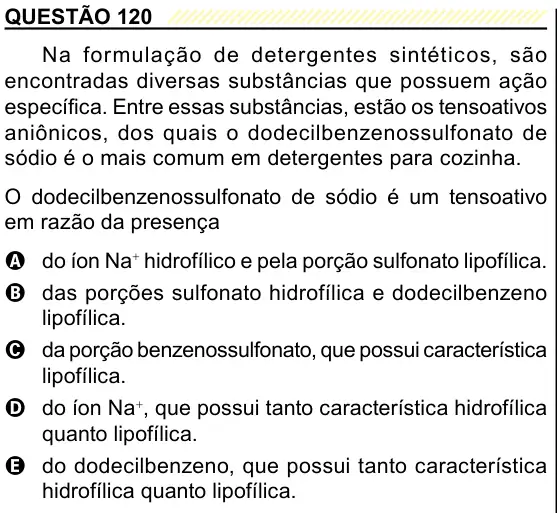 QUESTÃO 120
Na formulação de detergentes sintéticos, são
encontradas diversas substâncias que possuem ação
específica. Entre essas substâncias, estão os tensoativos
aniônicos, dos quais o dodecilbenzenossulfonato de
sódio é o mais comum em detergentes para cozinha.
O dodecilbenzenossulfonato de sódio é um tensoativo
em razão da presença
A do íon Na⁺ hidrofílico e pela porção sulfonato lipofílica.
B das porções sulfonato hidrofílica e dodecilbenzeno
lipofílica.
C da porção benzenossulfonato, que possui característica
lipofílica.
D do íon Na⁺, que possui tanto característica hidrofílica
quanto lipofílica.
E do dodecilbenzeno, que possui tanto característica
hidrofílica quanto lipofílica.